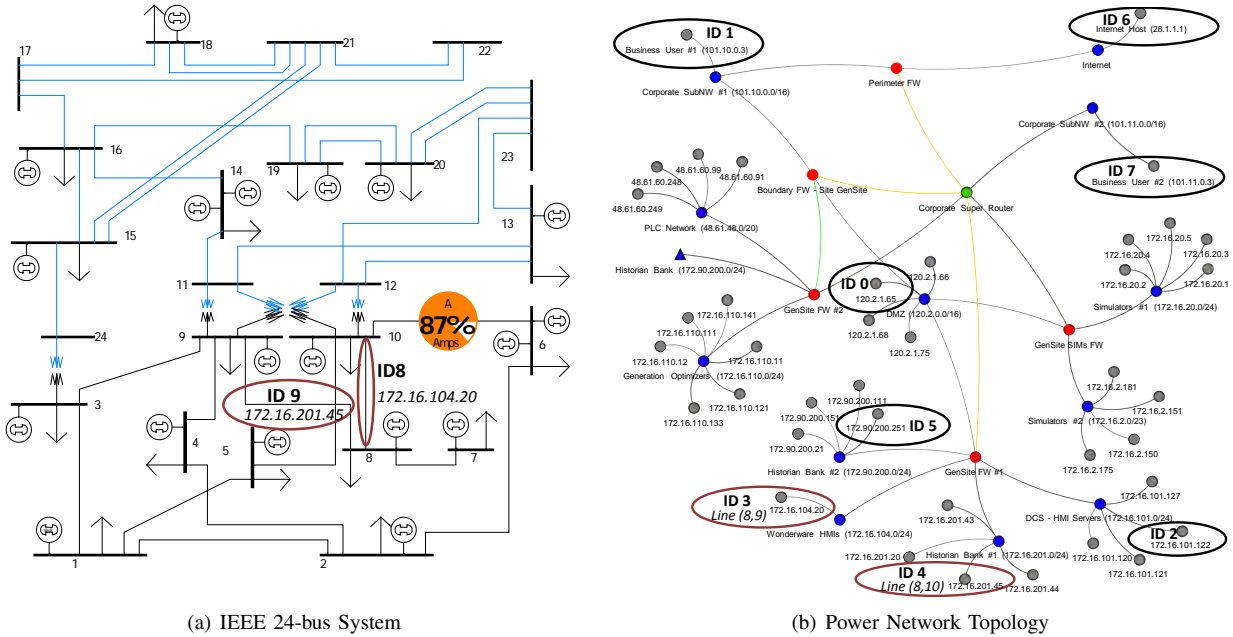 18
21
22
17
16
19
20
23
14
13
15
11
12
24
9
10
6
A
87%
Amps
ID8
172.16.104.20
ID 9
172.16.201.45
3
4
5
8
7
1
2
(a) IEEE 24-bus System
ID 1
Business User #1 (101.10.0.3)
Corporate SubNW #1 (101.10.0.0/16)
Perimeter FW
ID 6
Internet Host (28.1.1.1)
Internet
Corporate SubNW #2 (101.11.0.0/16)
ID 7
Business User #2 (101.11.0.3)
48.61.60.99
48.61.60.91
48.61.60.248
48.61.60.249
PLC Network (48.61.48.0/20)
Boundary FW - Site GenSite
Corporate Super Router
Historian Bank (172.90.200.0/24)
GenSite FW #2
ID 0
120.2.1.66
120.2.1.65
DMZ (120.2.0.0/16)
120.2.1.68
120.2.1.75
172.16.20.5
172.16.20.4
172.16.20.3
172.16.20.2
172.16.20.1
Simulators #1 (172.16.20.0/24)
GenSite SIMs FW
172.16.110.141
172.16.110.111
172.16.110.12
172.16.110.11
Generation Optimizers (172.16.110.0/24)
172.16.110.121
172.16.110.133
172.16.2.181
172.16.2.151
Simulators #2 (172.16.2.0/23)
172.16.2.150
172.16.2.175
172.90.200.111
172.90.200.151
172.90.200.251
ID 5
172.90.200.21
Historian Bank #2 (172.90.200.0/24)
GenSite FW #1
ID 3
172.16.104.20
Line (8,9)
Wonderware HMIs (172.16.104.0/24)
172.16.201.43
172.16.101.127
DCS - HMI Servers (172.16.101.0/24)
ID 2
172.16.101.122
172.16.101.120
172.16.101.121
172.16.201.20
Historian Bank #1 (172.16.201.0/24)
ID 4
Line (8,10)
172.16.201.45
172.16.201.44
(b) Power Network Topology